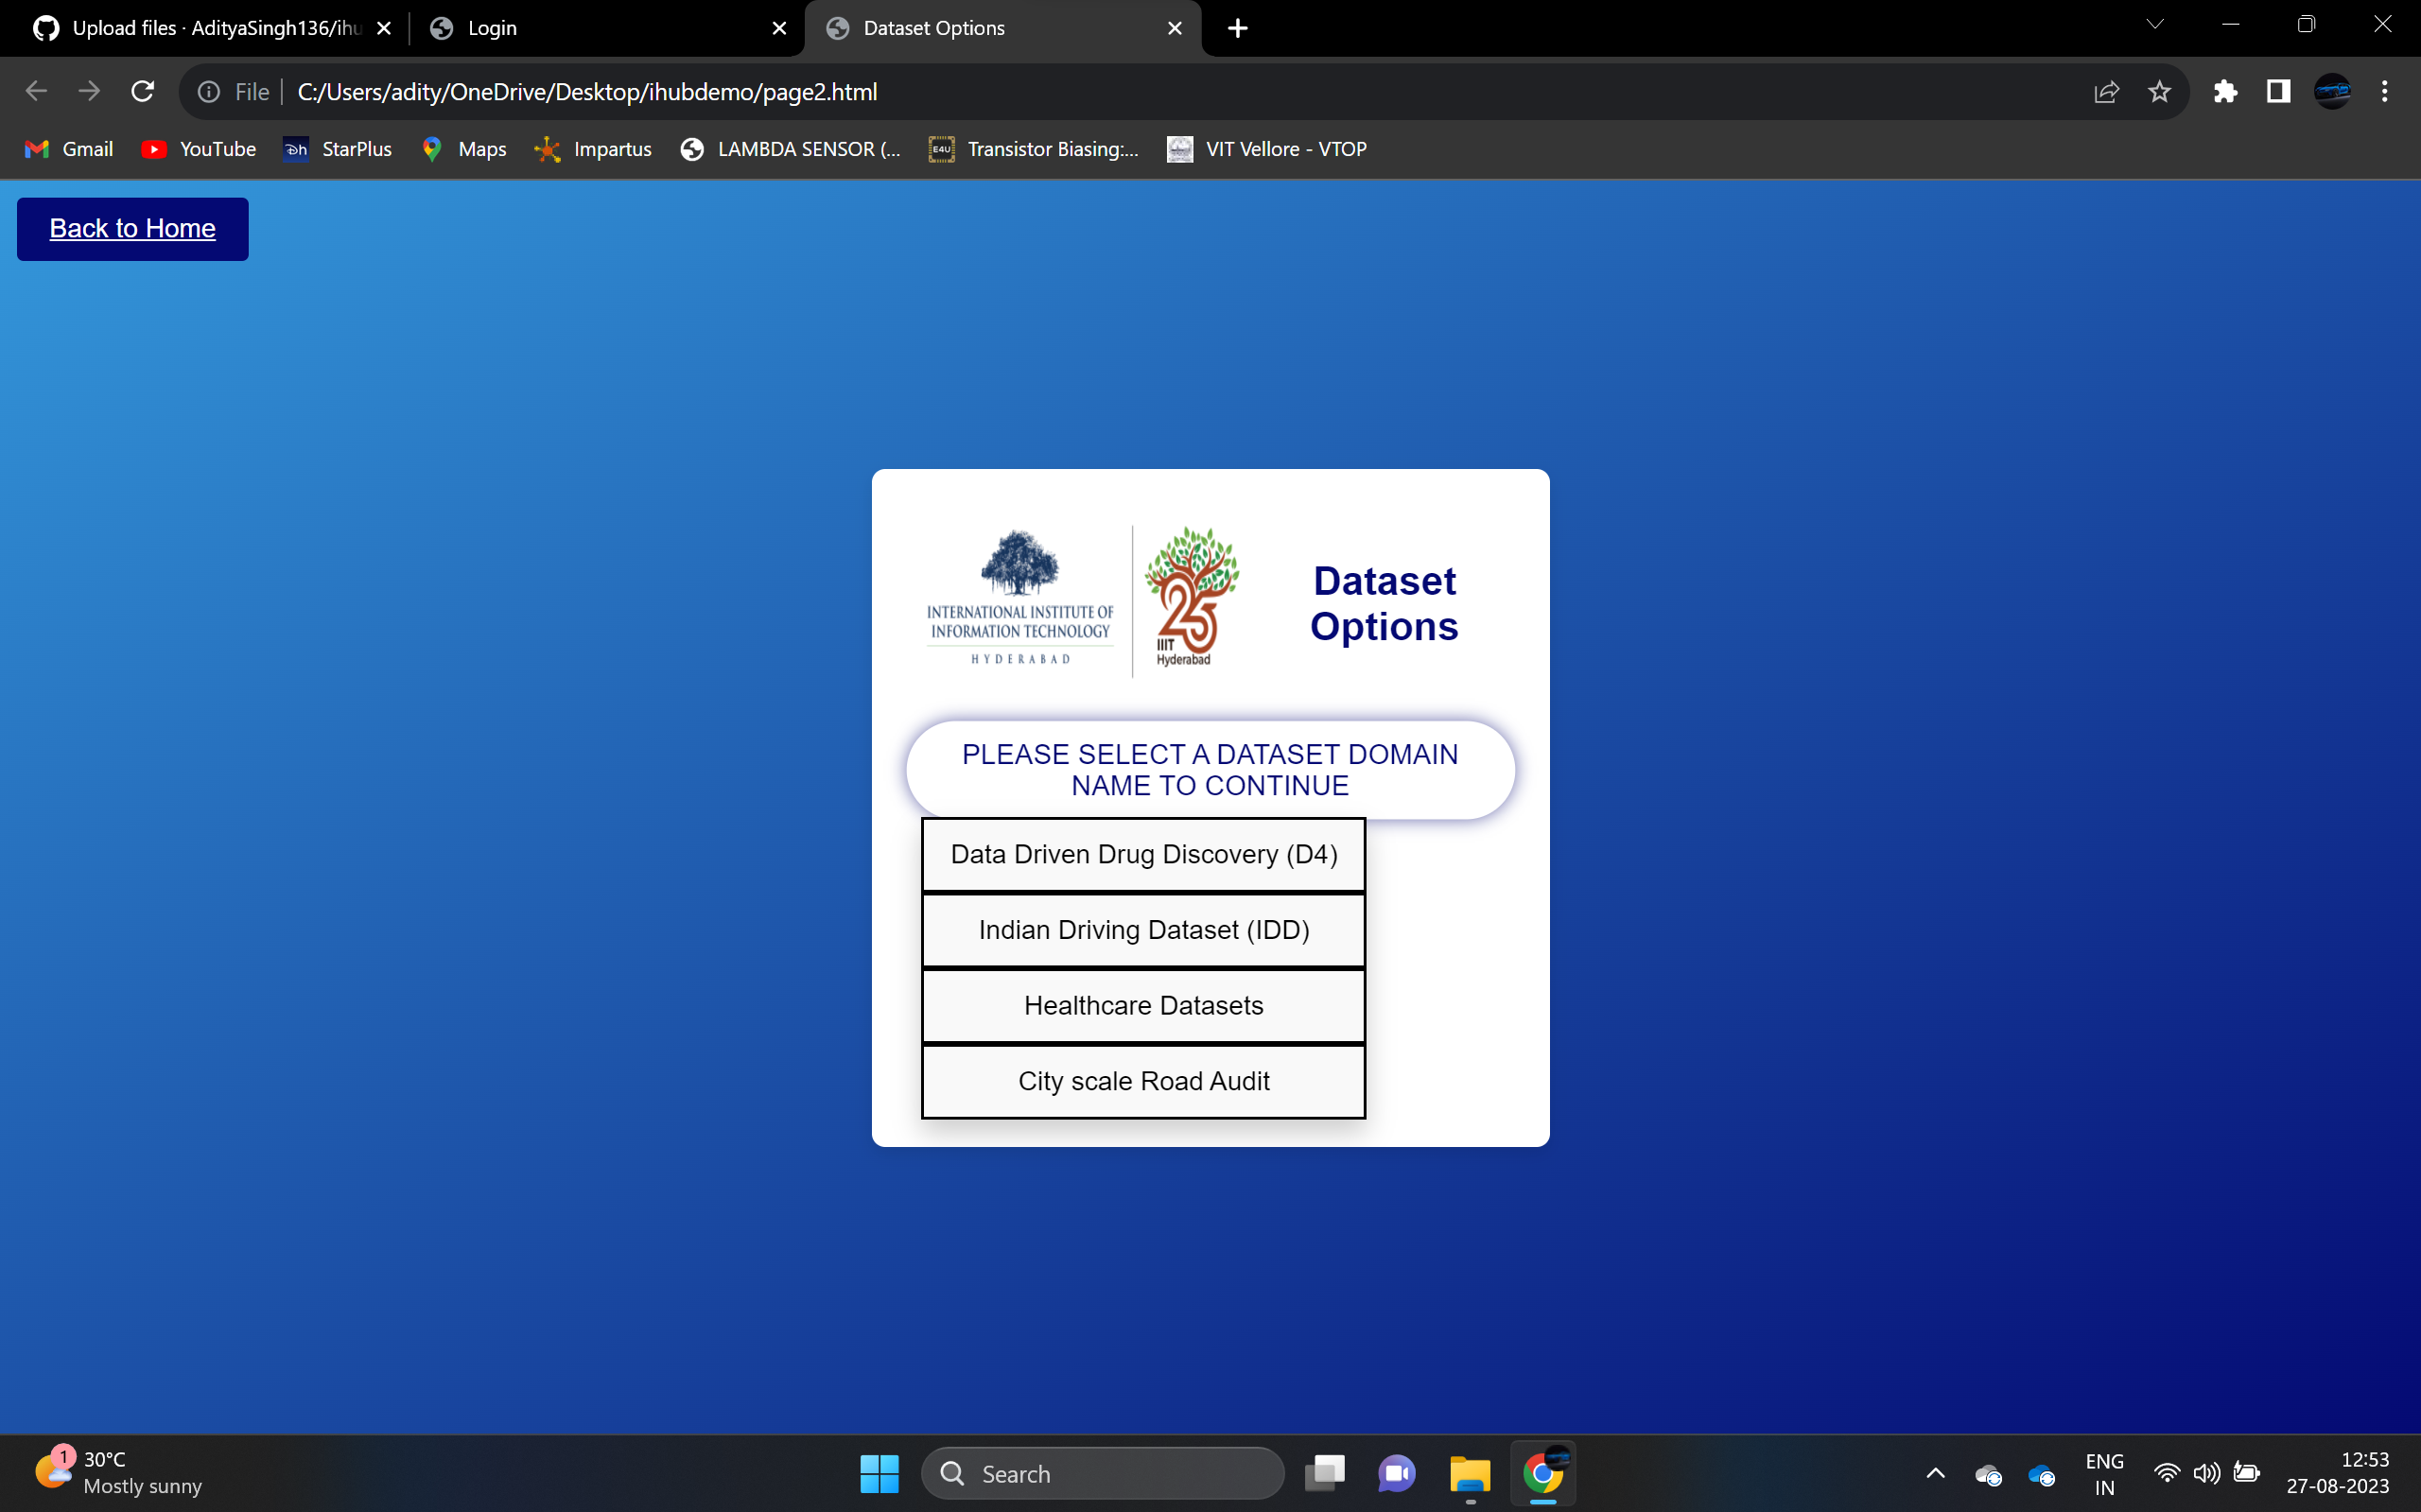 Upload files · AdityaSingh136/ihu
Login
Dataset Options
File
C:/Users/adity/OneDrive/Desktop/ihubdemo/page2.html
Gmail
YouTube
StarPlus
Maps
Impartus
LAMBDA SENSOR (...
E4U
Transistor Biasing:...
VIT Vellore - VTOP
Back to Home
INTERNATIONAL INSTITUTE OF
INFORMATION TECHNOLOGY
HYDERABAD
25
IIIT
Hyderabad
Dataset
Options
PLEASE SELECT A DATASET DOMAIN
NAME TO CONTINUE
Data Driven Drug Discovery (D4)
Indian Driving Dataset (IDD)
Healthcare Datasets
City scale Road Audit
1
30°C
Mostly sunny
Search
ENG
IN
12:53
27-08-2023